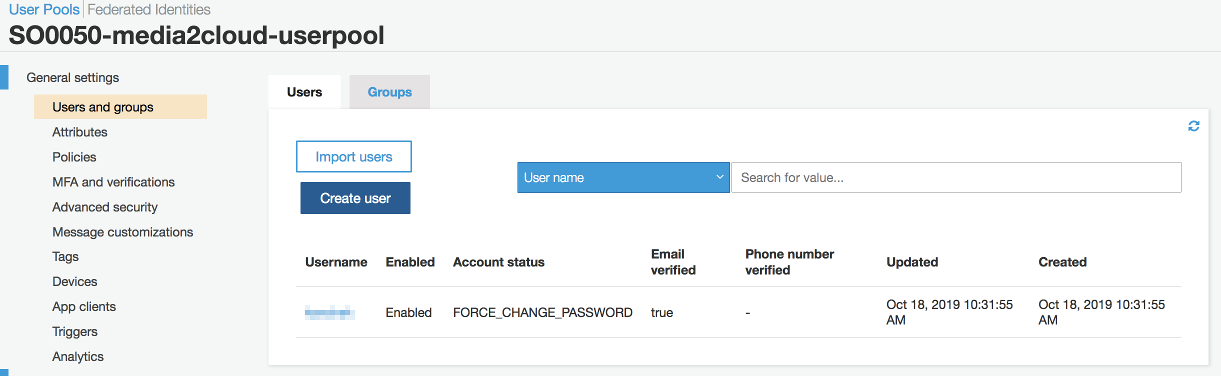 User Pools | Federated Identities
SO0050-media2cloud-userpool
General settings
Users and groups
Attributes
Policies
MFA and verifications
Advanced security
Message customizations
Tags
Devices
App clients
Triggers
Analytics
Users Groups
Import users
Create user
User name Search for value...
Username Enabled Account status Email verified Phone number verified Updated Created
Enabled FORCE_CHANGE_PASSWORD true - Oct 18, 2019 10:31:55 AM Oct 18, 2019 10:31:55 AM